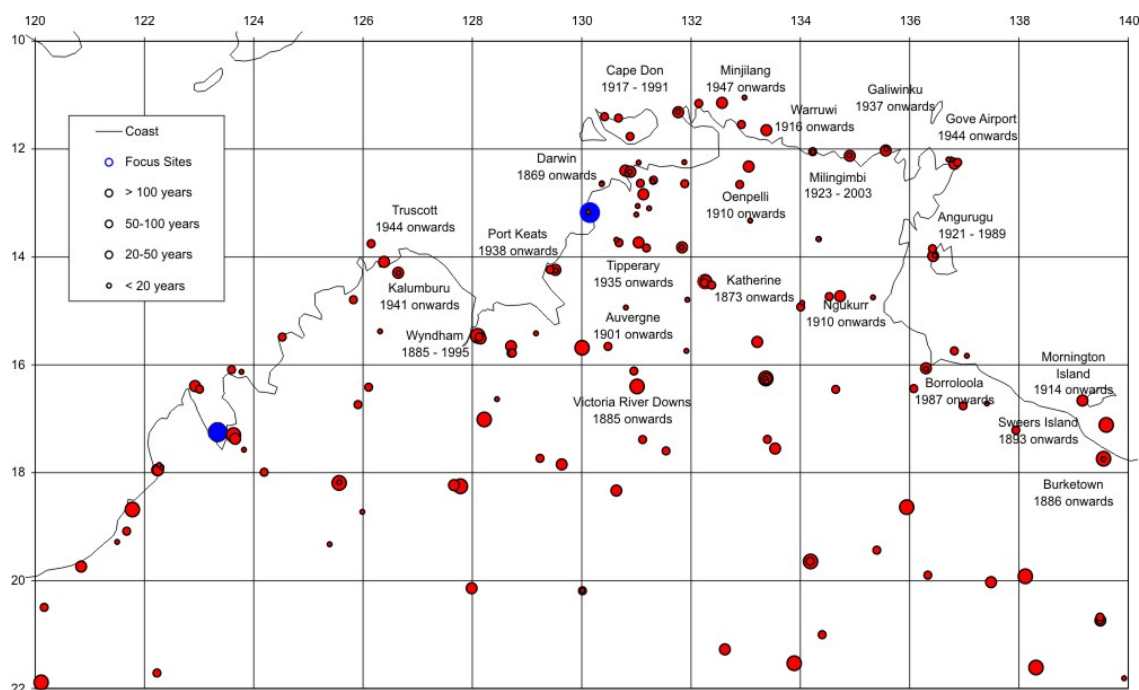 120 122 124 126 128 130 132 134 136 138 140
10
12
14
16
18
20
22
Coast
Focus Sites
> 100 years
50-100 years
20-50 years
< 20 years
Cape Don
1917 - 1991
Minjilang
1947 onwards
Warruwi
1916 onwards
Galiwinku
1937 onwards
Gove Airport
1944 onwards
Darwin
1869 onwards
Oenpelli
1910 onwards
Milingimbi
1923 - 2003
Truscott
1944 onwards
Port Keats
1938 onwards
Angurugu
1921 - 1989
Kalumburu
1941 onwards
Tipperary
1935 onwards
Katherine
1873 onwards
Ngukurr
1910 onwards
Wyndham
1885 - 1995
Auvergne
1901 onwards
Victoria River Downs
1885 onwards
Borroloola
1987 onwards
Mornington
Island
1914 onwards
Sweers Island
1893 onwards
Burketown
1886 onwards